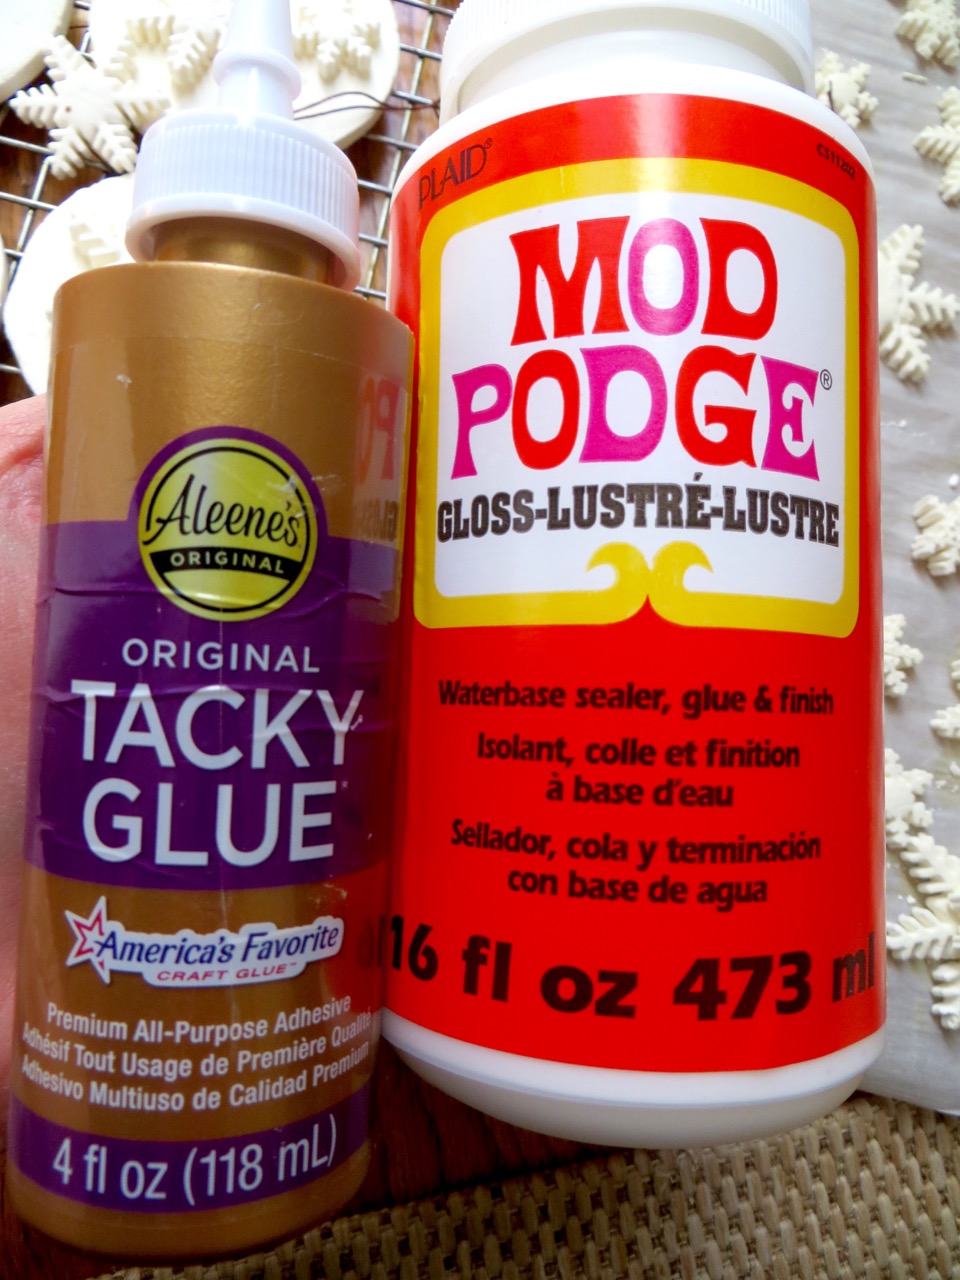 Aleene's
ORIGINAL
ORIGINAL
TACKY
GLUE
America's Favorite
CRAFT GLUE™
Premium All-Purpose Adhesive
Adhésif Tout Usage de Première Qualité
Adhesivo Multiuso de Calidad Premium
4 fl oz (118 mL)
PLAID®
MOD
PODGE®
GLOSS-LUSTRÉ-LUSTRE
Waterbase sealer, glue & finish
Isolant, colle et finition
à base d'eau
Sellador, cola y terminación
con base de agua
16 fl oz 473 ml